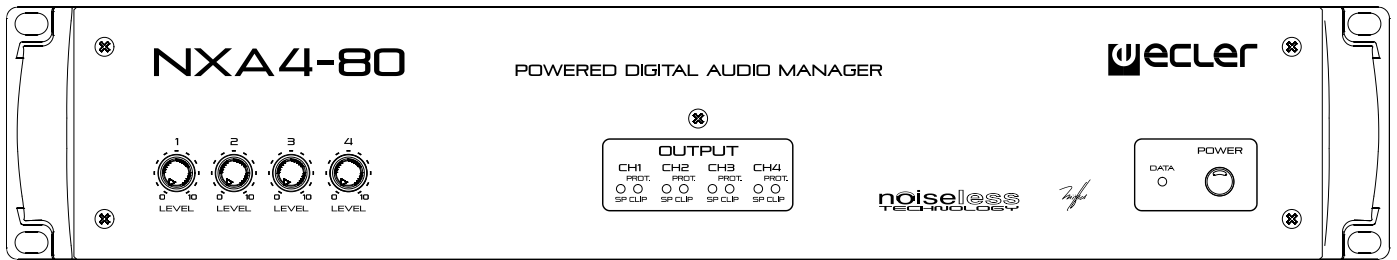 NXA4-80
POWERED DIGITAL AUDIO MANAGER
ecler
1 2 3 4
0 10 0 10 0 10 0 10
LEVEL LEVEL LEVEL LEVEL
OUTPUT
CH1 CH2 CH3 CH4
PROT. PROT. PROT. PROT.
SP CLIP SP CLIP SP CLIP SP CLIP
noiseless
TECHNOLOGY
POWER
DATA